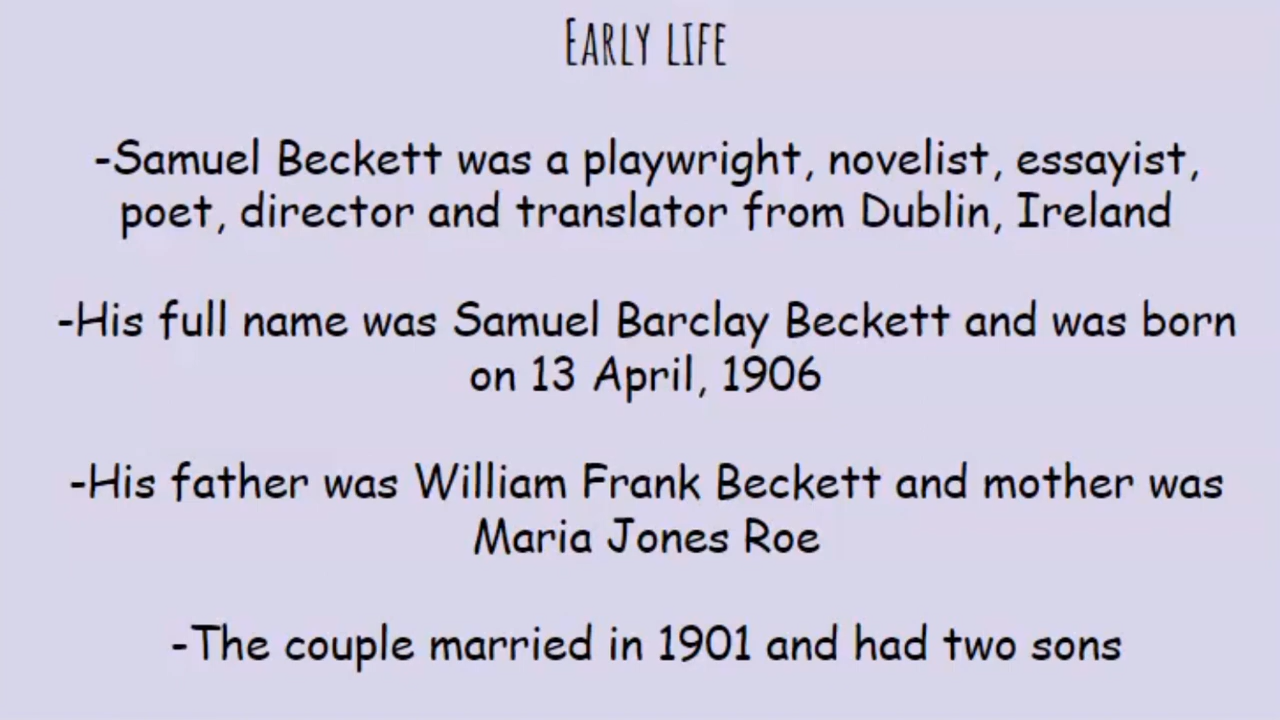 EARLY LIFE
-Samuel Beckett was a playwright, novelist, essayist,
poet, director and translator from Dublin, Ireland
-His full name was Samuel Barclay Beckett and was born
on 13 April, 1906
-His father was William Frank Beckett and mother was
Maria Jones Roe
-The couple married in 1901 and had two sons